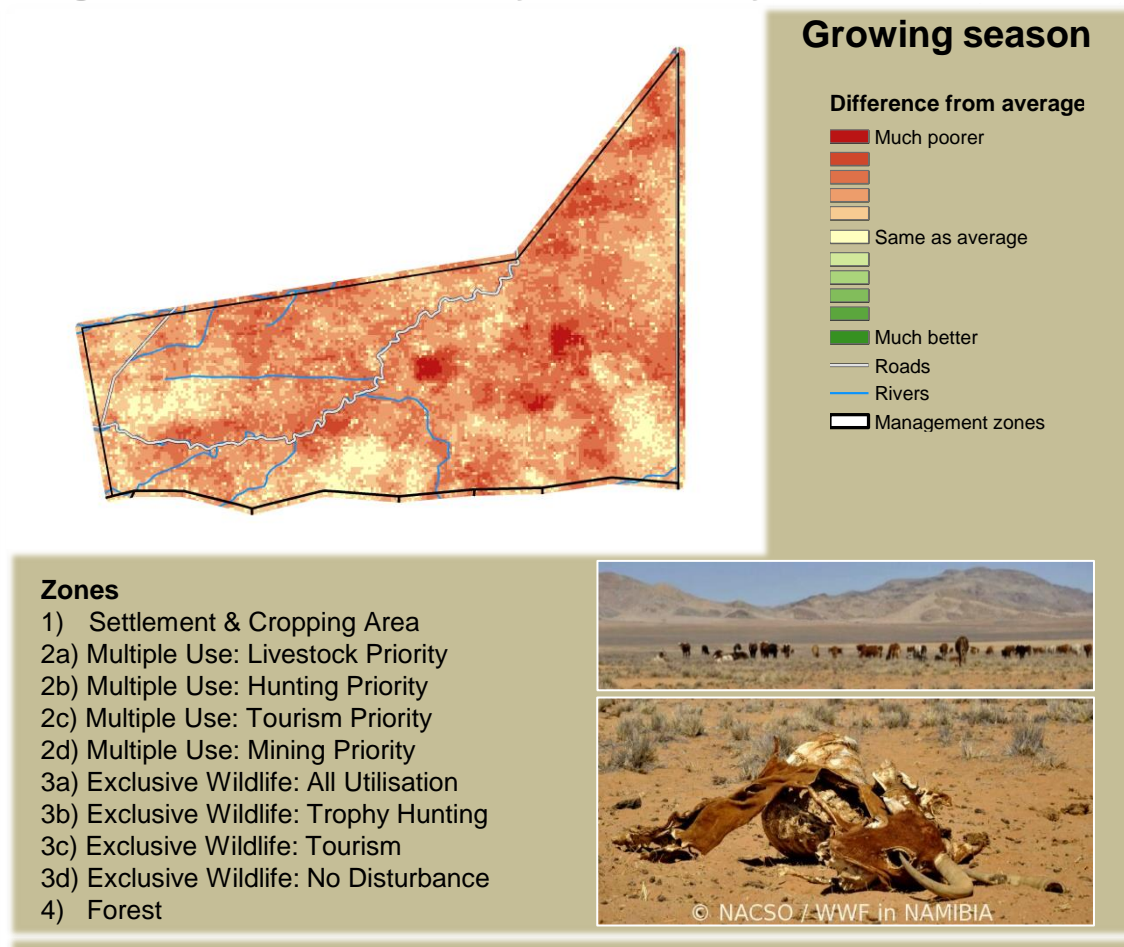 Growing season
Difference from average
Much poorer
Same as average
Much better
Roads
Rivers
Management zones
Zones
1) Settlement & Cropping Area
2a) Multiple Use: Livestock Priority
2b) Multiple Use: Hunting Priority
2c) Multiple Use: Tourism Priority
2d) Multiple Use: Mining Priority
3a) Exclusive Wildlife: All Utilisation
3b) Exclusive Wildlife: Trophy Hunting
3c) Exclusive Wildlife: Tourism
3d) Exclusive Wildlife: No Disturbance
4) Forest
© NACSO / WWF in NAMIBIA